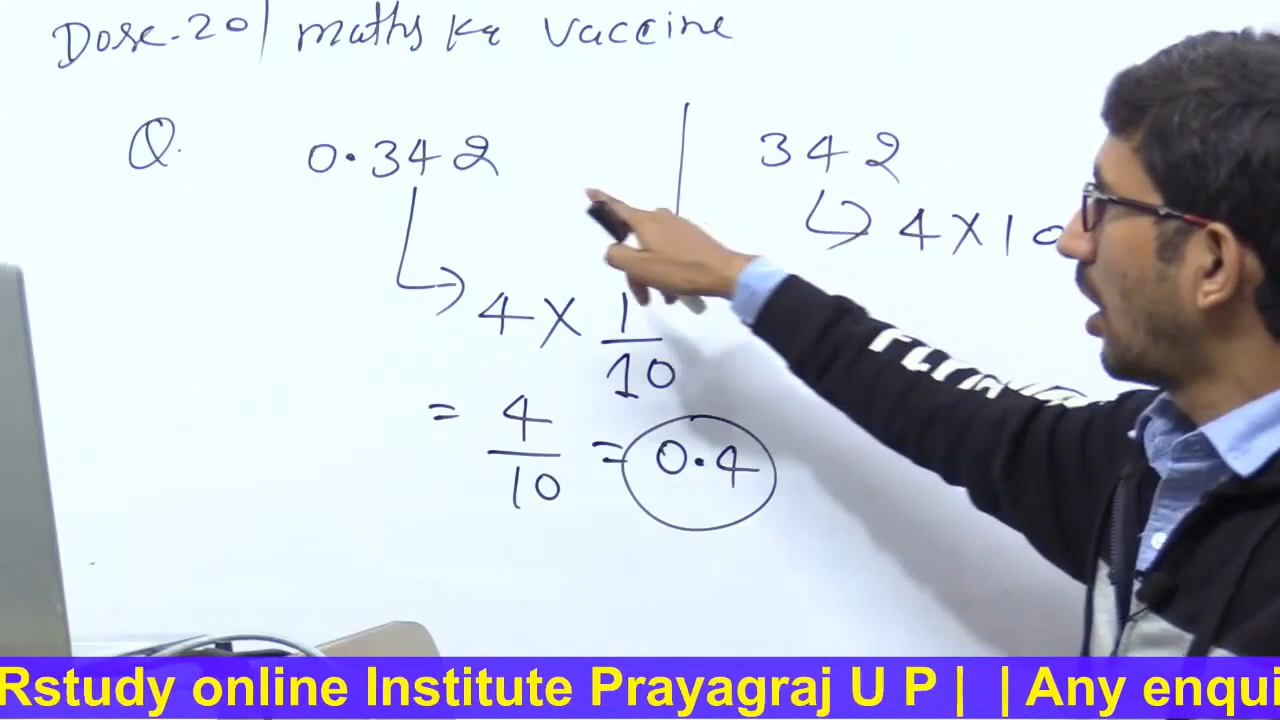 Dose-20 | maths ka vaccine
Q. 0.342 | 342
4 X 1/10
4 X 10
= 4/10 = 0.4
Rstudy online Institute Prayagraj U P | | Any enqui